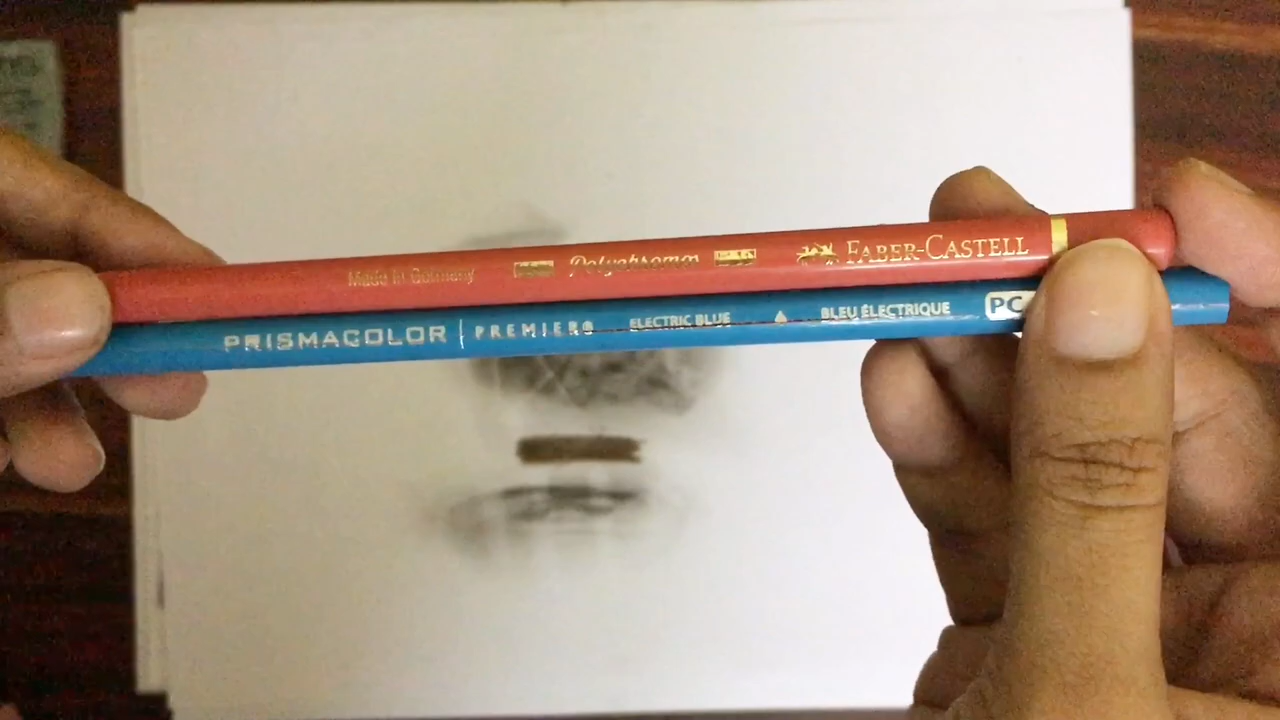 Made in Germany Polychromos FABER-CASTELL
PRISMACOLOR | PREMIER® ELECTRIC BLUE BLEU ÉLECTRIQUE PC